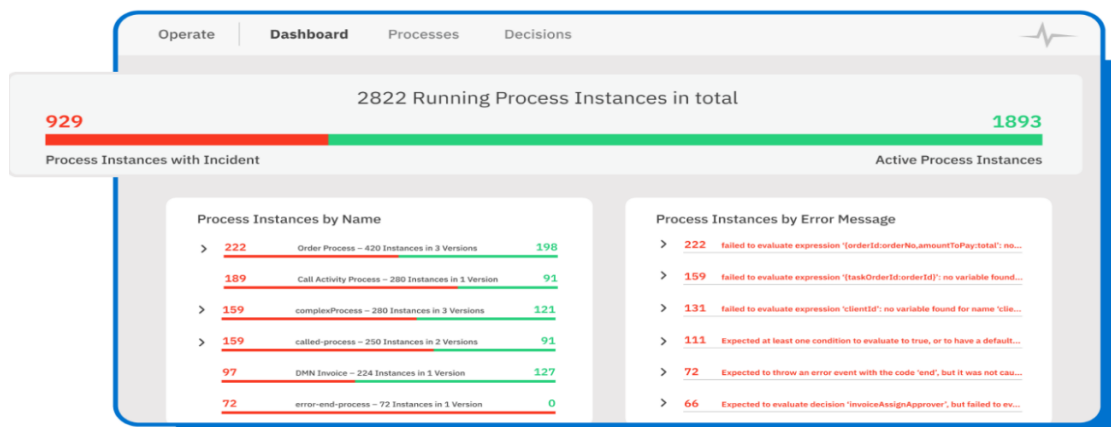 Operate Dashboard Processes Decisions
2822 Running Process Instances in total
929 1893
Process Instances with Incident Active Process Instances
Process Instances by Name
222 Order Process – 420 Instances in 3 Versions 198
189 Call Activity Process – 280 Instances in 1 Version 91
159 complexProcess – 280 Instances in 3 Versions 121
159 called-process – 250 Instances in 2 Versions 91
97 DMN Invoice – 224 Instances in 1 Version 127
72 error-end-process – 72 Instances in 1 Version 0
Process Instances by Error Message
222 failed to evaluate expression '{orderId:orderNo,amountToPay:total': no...
159 failed to evaluate expression '{taskOrderId:orderId}': no variable found...
131 failed to evaluate expression 'clientId': no variable found for name 'clie...
111 Expected at least one condition to evaluate to true, or to have a default...
72 Expected to throw an error event with the code 'end', but it was not cau...
66 Expected to evaluate decision 'invoiceAssignApprover', but failed to ev...